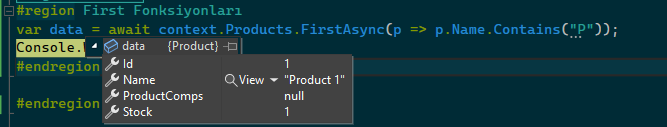 #region First Fonksiyonları
var data = await context.Products.FirstAsync(p => p.Name.Contains("P"));
Console.
data {Product}
#endregion
Id 1
Name View "Product 1"
ProductComps null
#endregion
Stock 1